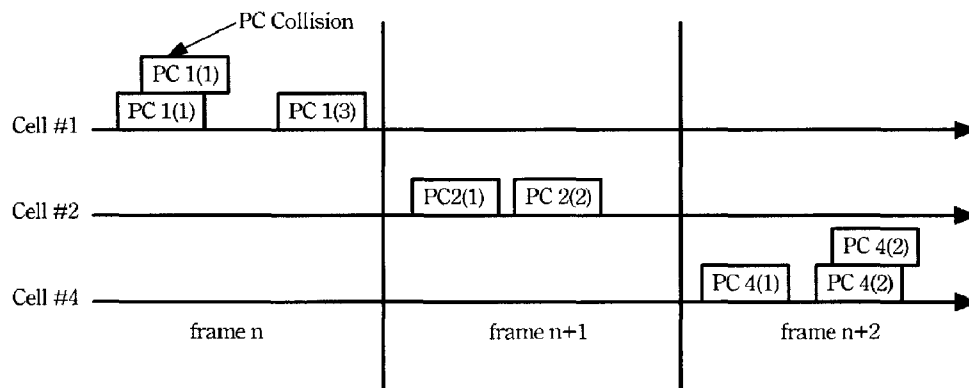 PC Collision
PC 1(1)
PC 1(1)
PC 1(3)
Cell #1
PC2(1)
PC 2(2)
Cell #2
PC 4(2)
PC 4(1)
PC 4(2)
Cell #4
frame n
frame n+1
frame n+2